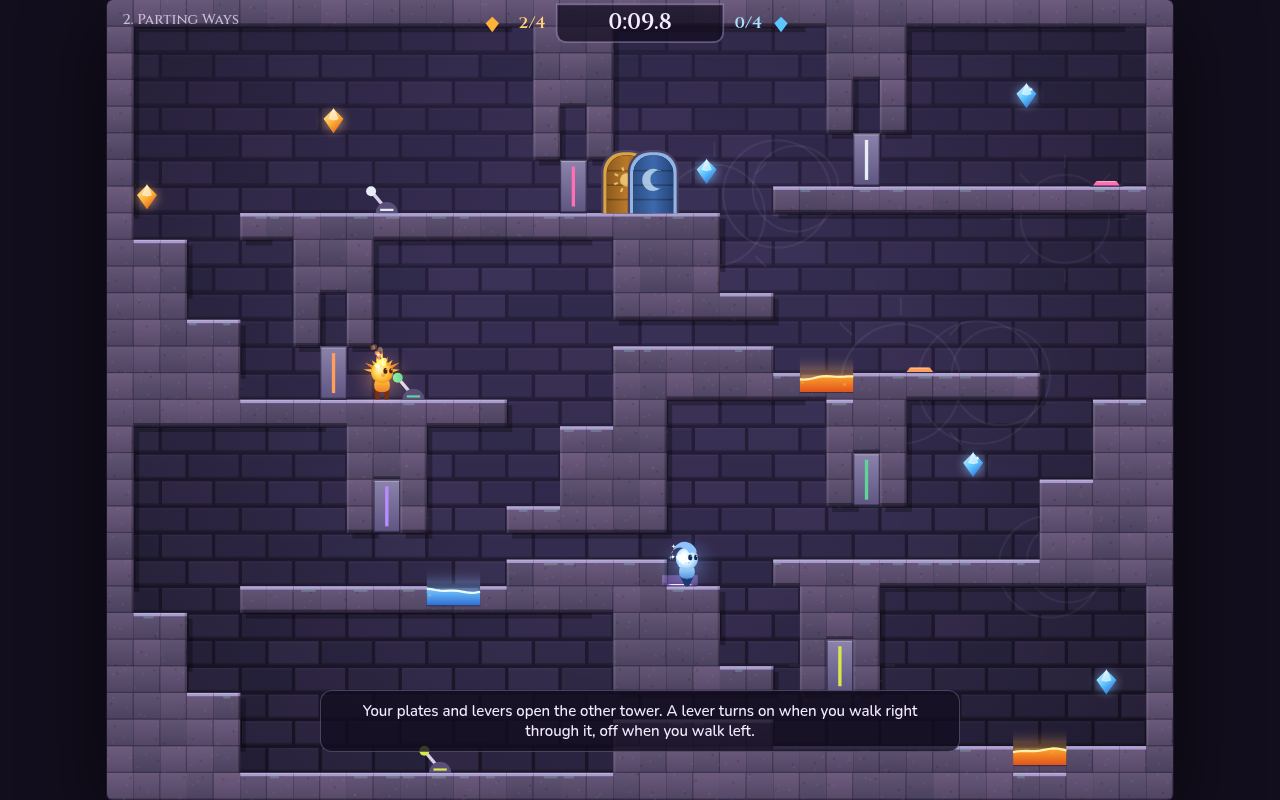 2. Parting Ways
2/4
0:09.8
0/4
Your plates and levers open the other tower. A lever turns on when you walk right
through it, off when you walk left.